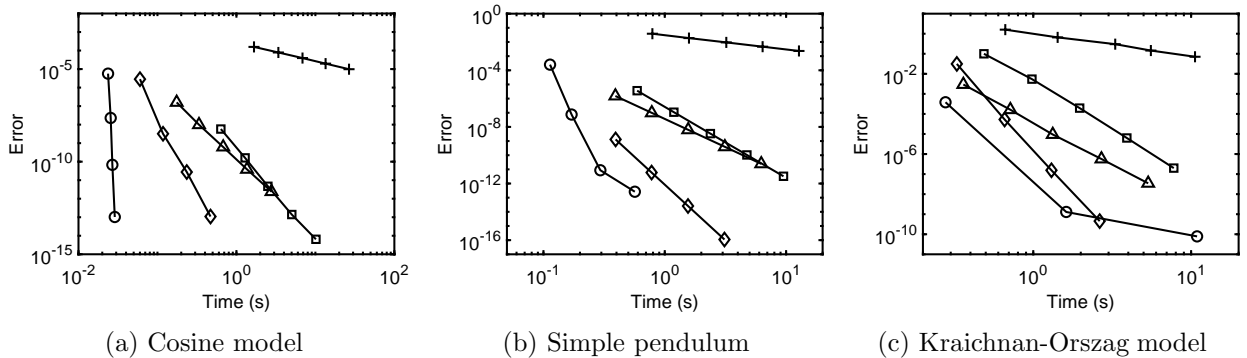 10^0
10^-5
10^-10
10^-15
Error
10^-2
10^0
10^2
Time (s)
(a) Cosine model
10^0
10^-4
10^-8
10^-12
10^-16
Error
10^-1
10^0
10^1
Time (s)
(b) Simple pendulum
10^-2
10^-6
10^-10
Error
10^0
10^1
Time (s)
(c) Kraichnan-Orszag model